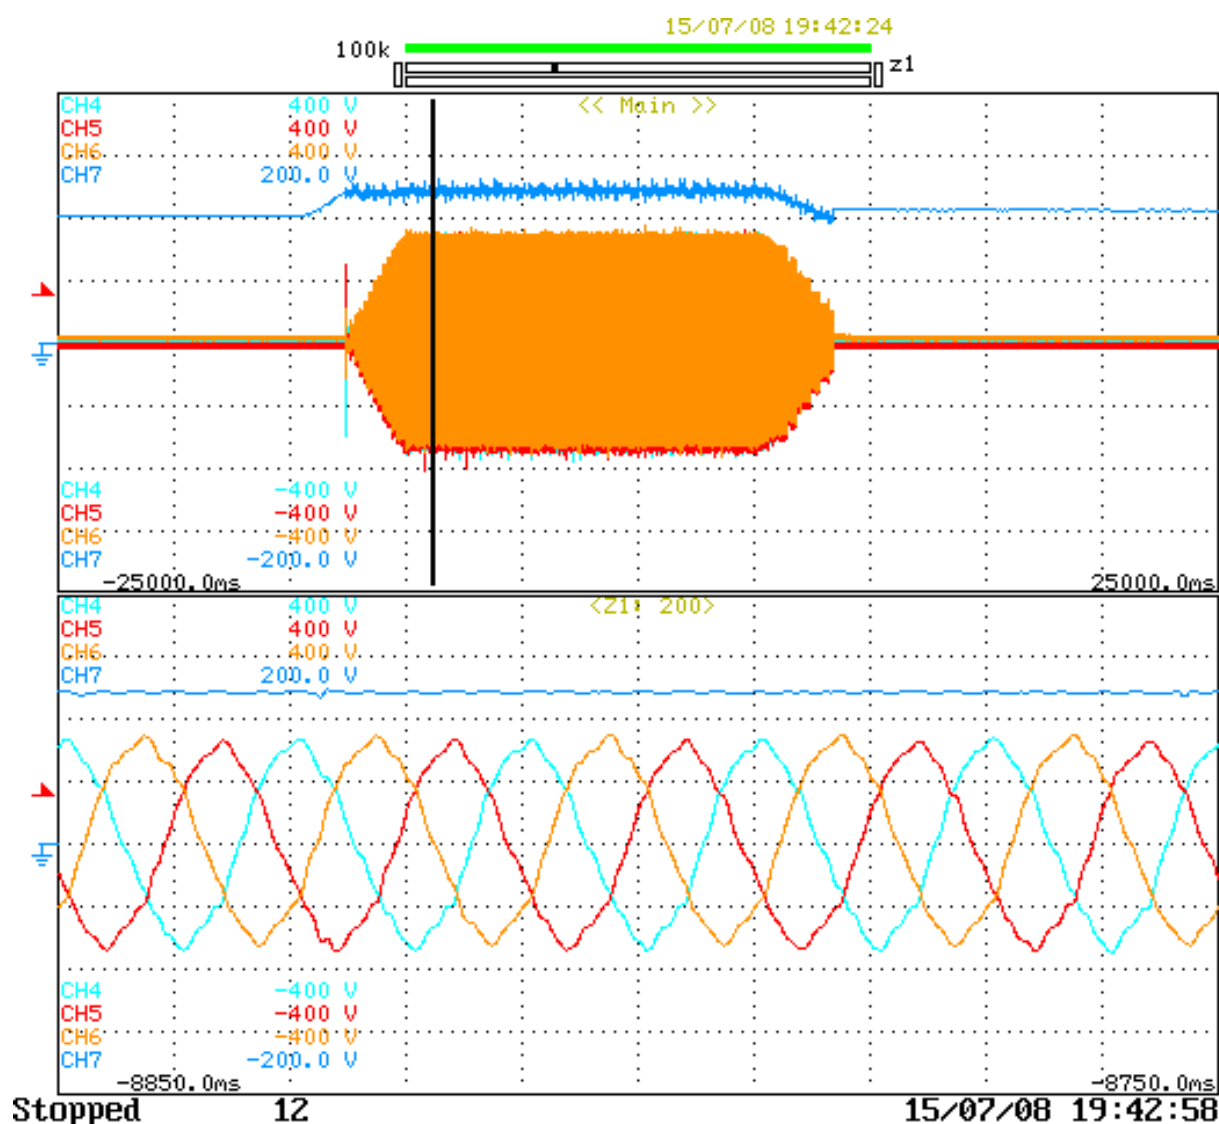 15/07/08 19:42:24
100k
z1
CH4 400 V << Main >>
CH5 400 V
CH6 400 V
CH7 200.0 V
CH4 -400 V
CH5 -400 V
CH6 -400 V
CH7 -200.0 V
-25000.0ms 25000.0ms
CH4 400 V <Z1: 200>
CH5 400 V
CH6 400 V
CH7 200.0 V
CH4 -400 V
CH5 -400 V
CH6 -400 V
CH7 -200.0 V
-8850.0ms -8750.0ms
Stopped 12 15/07/08 19:42:58